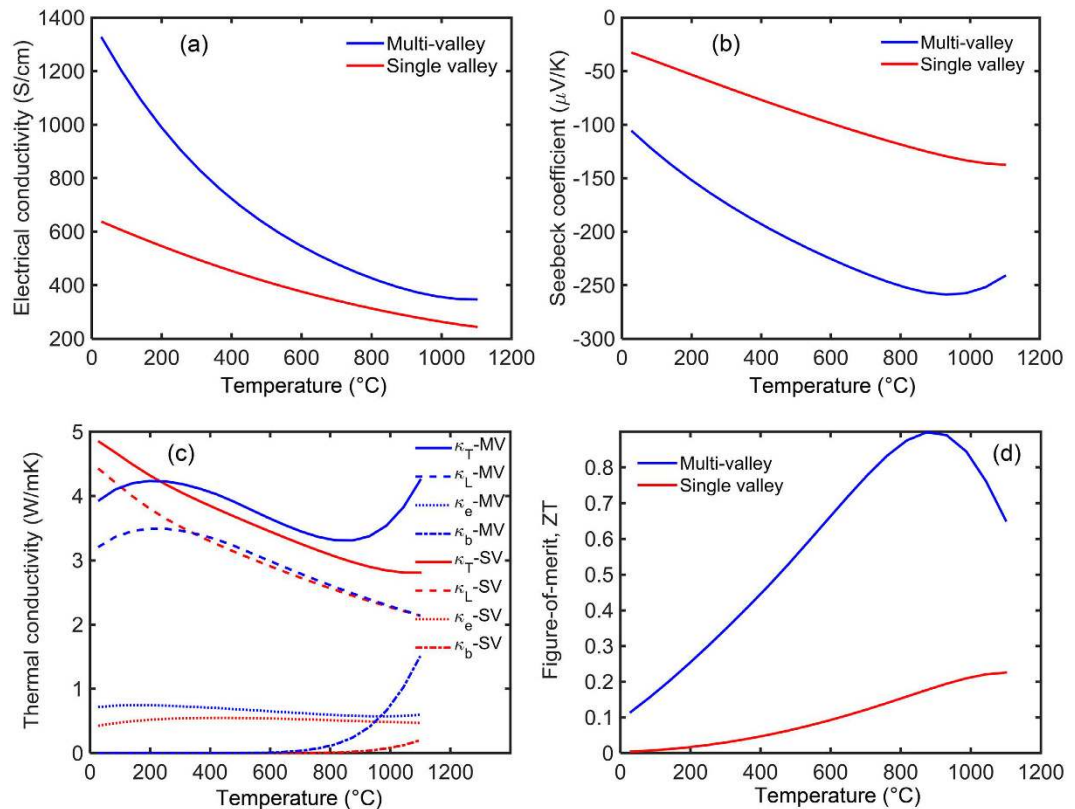 (a)
Multi-valley
Single valley
Electrical conductivity (S/cm)
1400
1200
1000
800
600
400
200
0 200 400 600 800 1000 1200
Temperature (°C)
(b)
Multi-valley
Single valley
Seebeck coefficient (μV/K)
0
-50
-100
-150
-200
-250
-300
0 200 400 600 800 1000 1200
Temperature (°C)
(c)
κT-MV
κL-MV
κe-MV
κb-MV
κT-SV
κL-SV
κe-SV
κb-SV
Thermal conductivity (W/mK)
5
4
3
2
1
0
0 200 400 600 800 1000 1200
Temperature (°C)
(d)
Multi-valley
Single valley
Figure-of-merit, ZT
0.8
0.7
0.6
0.5
0.4
0.3
0.2
0.1
0
0 200 400 600 800 1000 1200
Temperature (°C)